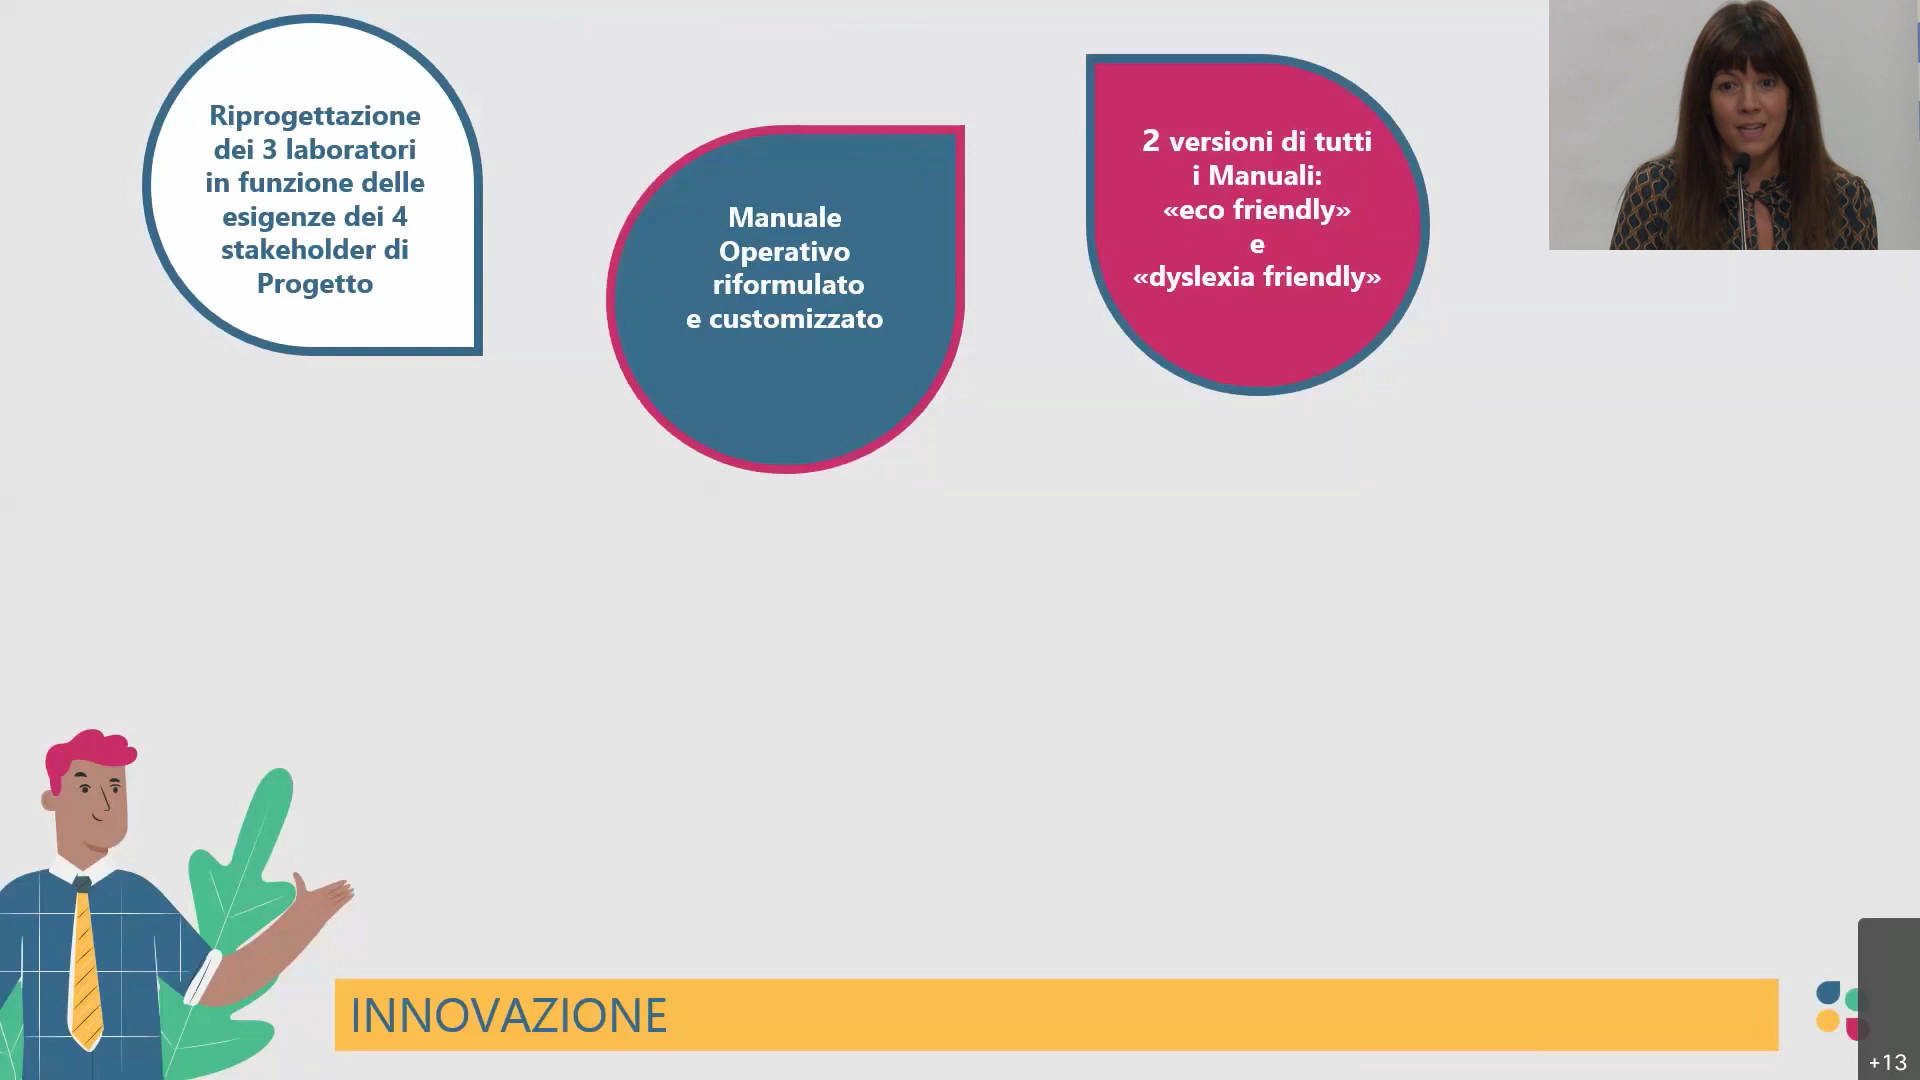 Riprogettazione
dei 3 laboratori
in funzione delle
esigenze dei 4
stakeholder di
Progetto
Manuale
Operativo
riformulato
e customizzato
2 versioni di tutti
i Manuali:
«eco friendly»
e
«dyslexia friendly»
INNOVAZIONE
+13